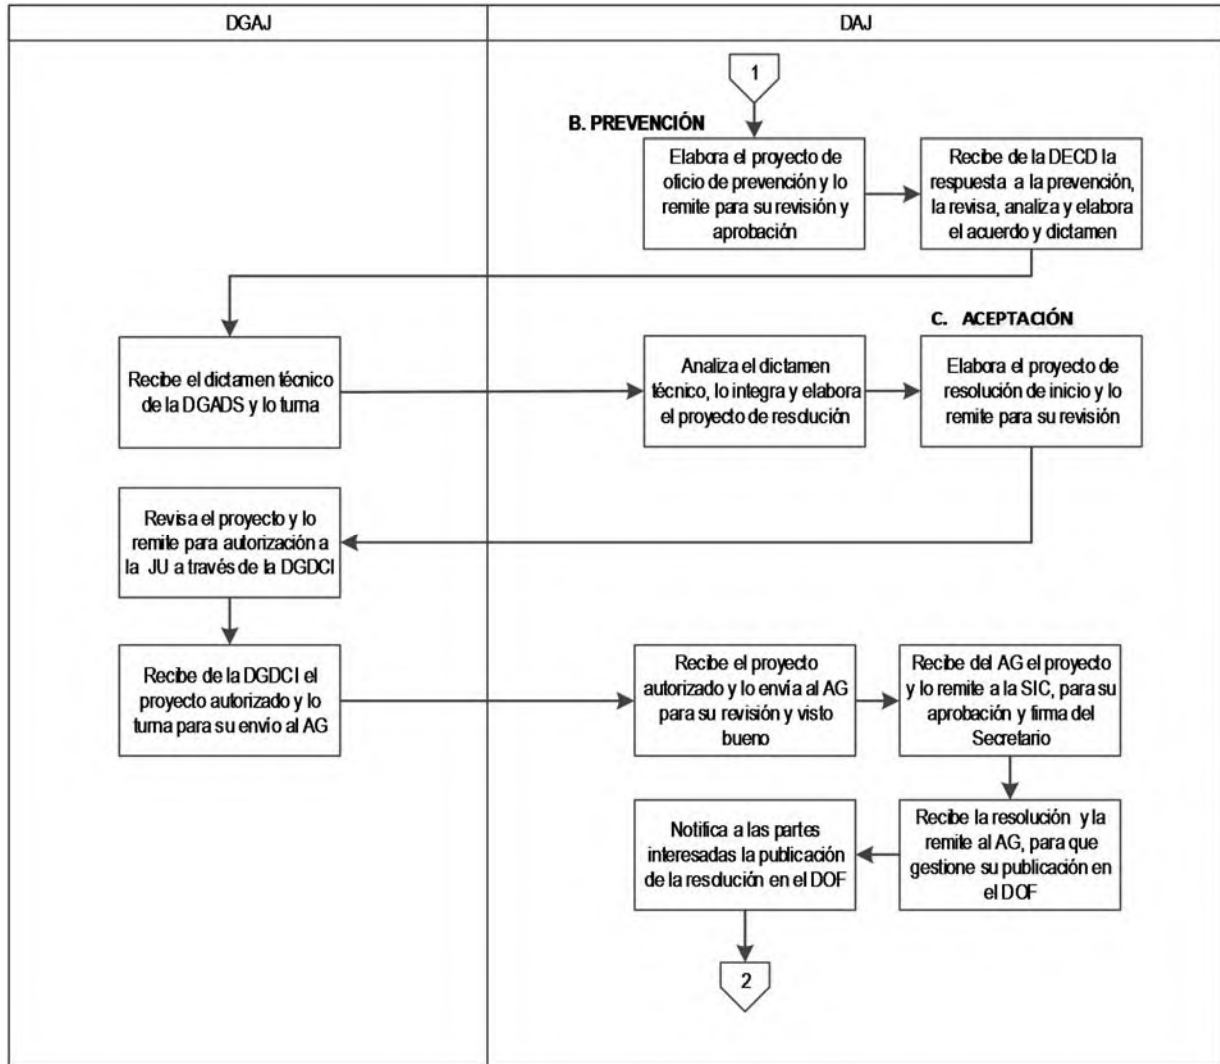 DGAJ
DAJ
1
B. PREVENCIÓN
Elabora el proyecto de
oficio de prevención y lo
remite para su revisión y
aprobación
Recibe de la DECD la
respuesta a la prevención,
la revisa, analiza y elabora
el acuerdo y dictamen
Recibe el dictamen técnico
de la DGADS y lo turna
Analiza el dictamen
técnico, lo integra y elabora
el proyecto de resolución
C. ACEPTACIÓN
Elabora el proyecto de
resolución de inicio y lo
remite para su revisión
Revisa el proyecto y lo
remite para autorización a
la JU a través de la DGDCI
Recibe de la DGDCI el
proyecto autorizado y lo
turna para su envío al AG
Recibe el proyecto
autorizado y lo envía al AG
para su revisión y visto
bueno
Recibe del AG el proyecto
y lo remite a la SIC, para su
aprobación y firma del
Secretario
Recibe la resolución y la
remite al AG, para que
gestione su publicación en
el DOF
Notifica a las partes
interesadas la publicación
de la resolución en el DOF
2